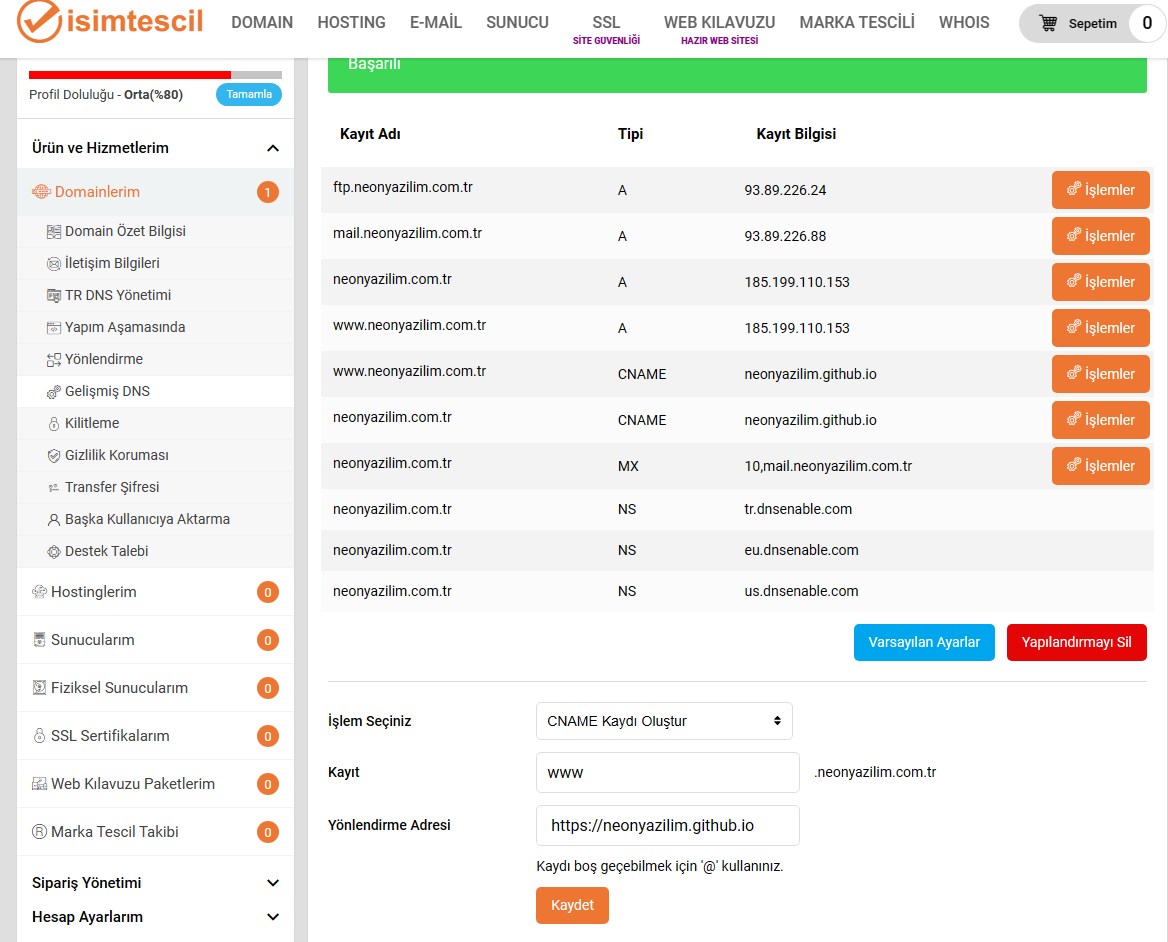 isimtescil
DOMAIN HOSTING E-MAİL SUNUCU SSL WEB KILAVUZU MARKA TESCİLİ WHOIS Sepetim 0
SİTE GÜVENLİĞİ HAZIR WEB SİTESİ
Profil Doluluğu - Orta(%80) Tamamla
Ürün ve Hizmetlerim
Domainlerim 1
Domain Özet Bilgisi
İletişim Bilgileri
TR DNS Yönetimi
Yapım Aşamasında
Yönlendirme
Gelişmiş DNS
Kilitleme
Gizlilik Koruması
Transfer Şifresi
Başka Kullanıcıya Aktarma
Destek Talebi
Hostinglerim 0
Sunucularım 0
Fiziksel Sunucularım 0
SSL Sertifikalarım 0
Web Kılavuzu Paketlerim 0
Marka Tescil Takibi 0
Sipariş Yönetimi
Hesap Ayarlarım
Başarılı
Kayıt Adı Tipi Kayıt Bilgisi
ftp.neonyazilim.com.tr A 93.89.226.24 İşlemler
mail.neonyazilim.com.tr A 93.89.226.88 İşlemler
neonyazilim.com.tr A 185.199.110.153 İşlemler
www.neonyazilim.com.tr A 185.199.110.153 İşlemler
www.neonyazilim.com.tr CNAME neonyazilim.github.io İşlemler
neonyazilim.com.tr CNAME neonyazilim.github.io İşlemler
neonyazilim.com.tr MX 10,mail.neonyazilim.com.tr İşlemler
neonyazilim.com.tr NS tr.dnsenable.com
neonyazilim.com.tr NS eu.dnsenable.com
neonyazilim.com.tr NS us.dnsenable.com
Varsayılan Ayarlar Yapılandırmayı Sil
İşlem Seçiniz CNAME Kaydı Oluştur
Kayıt www .neonyazilim.com.tr
Yönlendirme Adresi https://neonyazilim.github.io
Kaydı boş geçebilmek için '@' kullanınız.
Kaydet